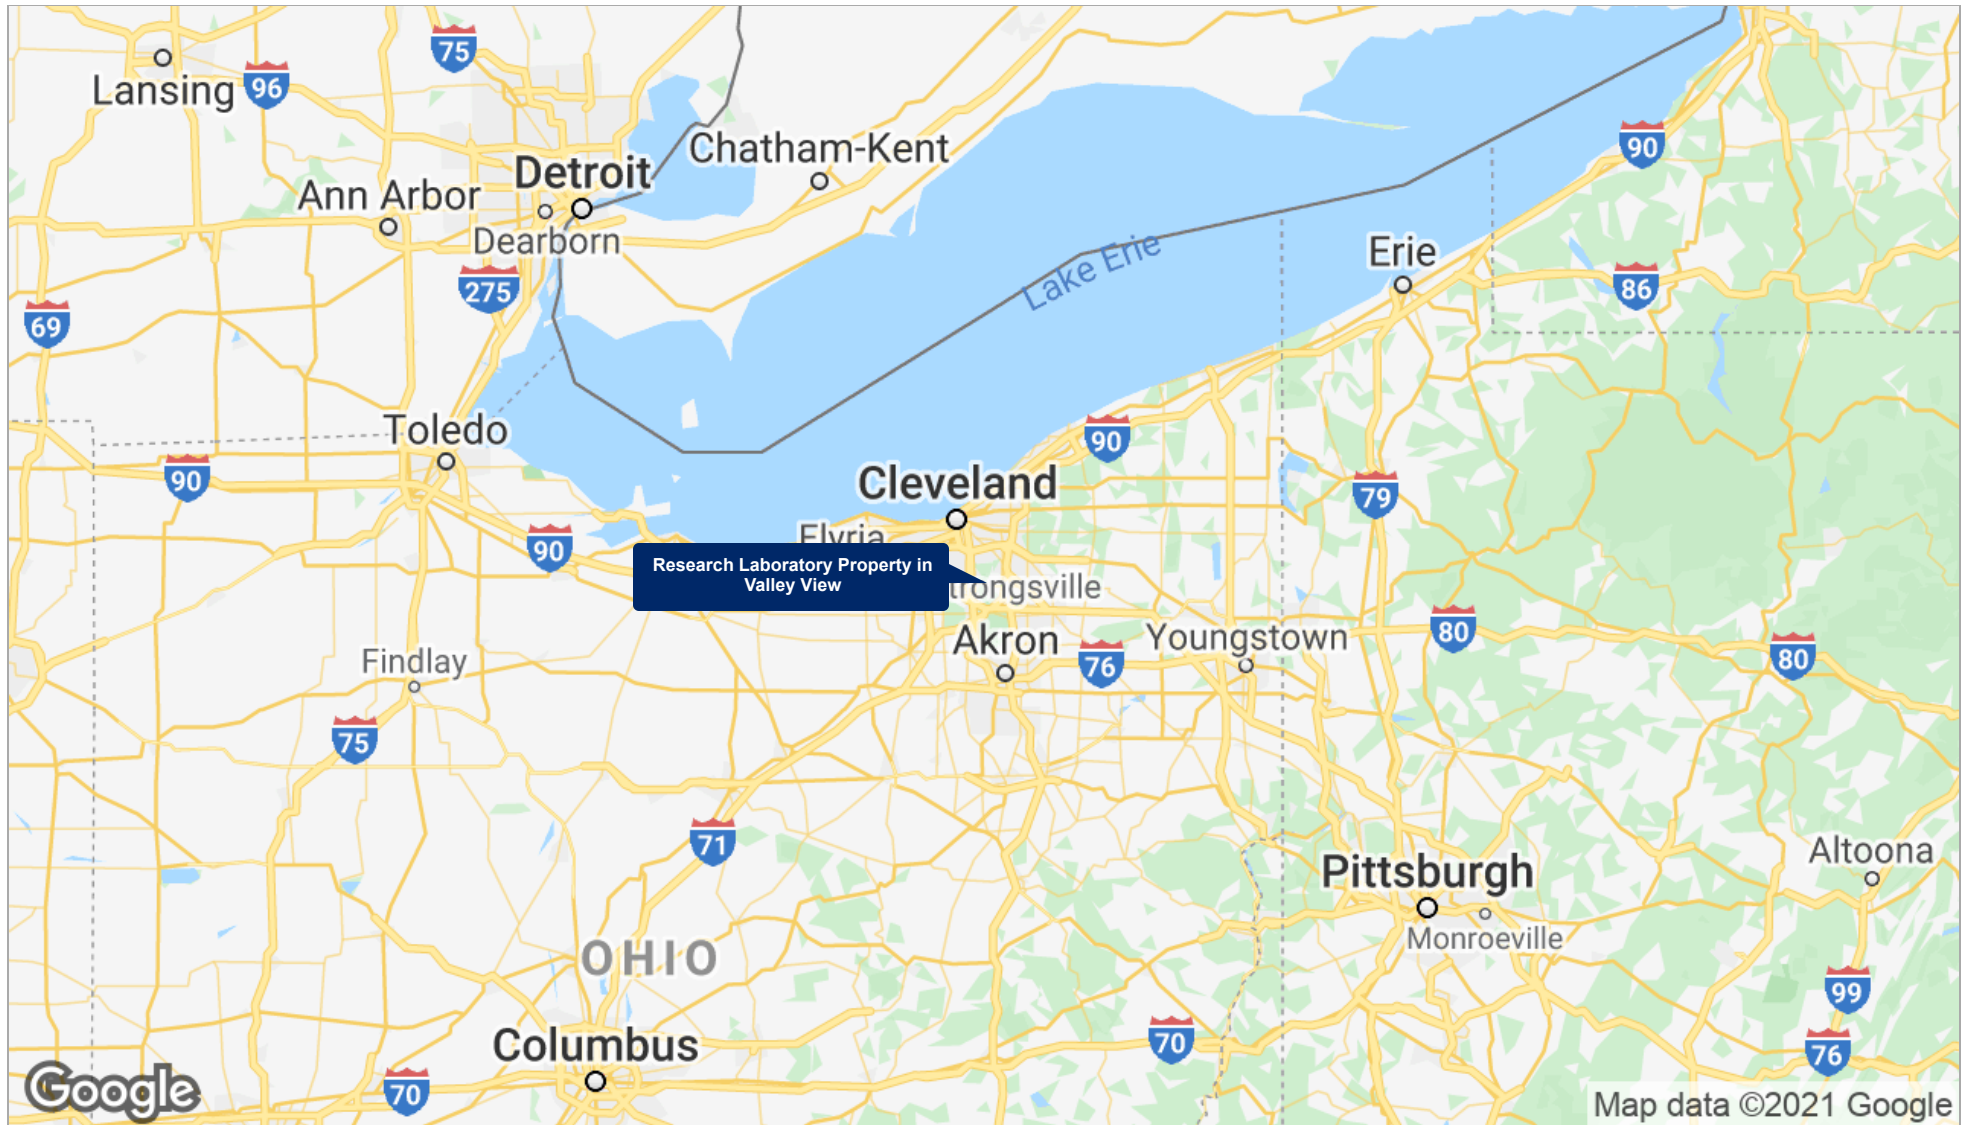 75
Lansing
96
Chatham-Kent
90
Detroit
Ann Arbor
Dearborn
Lake Erie
Erie
275
86
69
Toledo
90
90
Cleveland
79
Elyria
90
Research Laboratory Property in
Valley View
trongsville
Akron
Youngstown
80
76
80
Findlay
75
71
Altoona
Pittsburgh
Monroeville
OHIO
99
Columbus
70
76
Google
70
Map data ©2021 Google